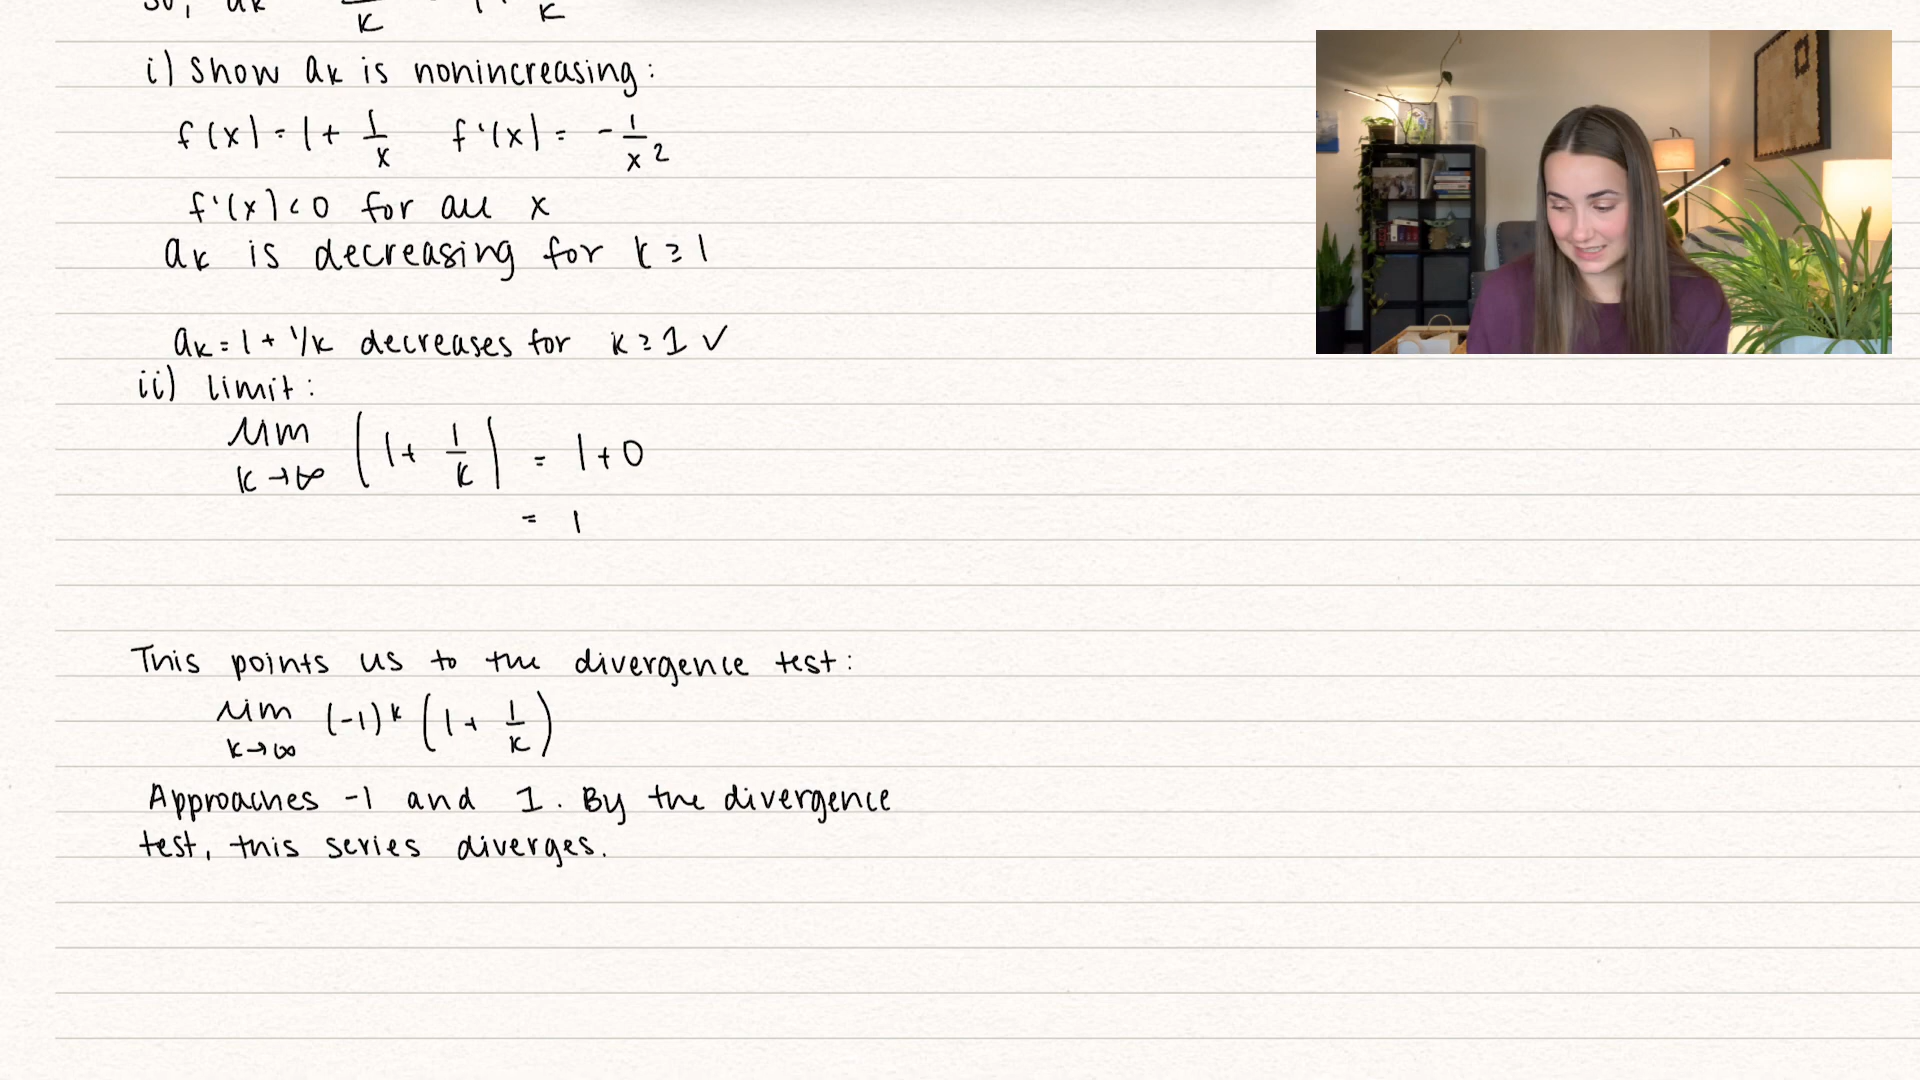 i) Show ak is nonincreasing:
f(x) = 1 + 1/x f'(x) = -1/x²
f'(x) < 0 for all x
ak is decreasing for k ≥ 1
ak = 1 + 1/k decreases for k ≥ 1 ✓
ii) limit:
lim k→∞ (1 + 1/k) = 1 + 0
= 1
This points us to the divergence test:
lim k→∞ (-1)^k (1 + 1/k)
Approaches -1 and 1. By the divergence
test, this series diverges.